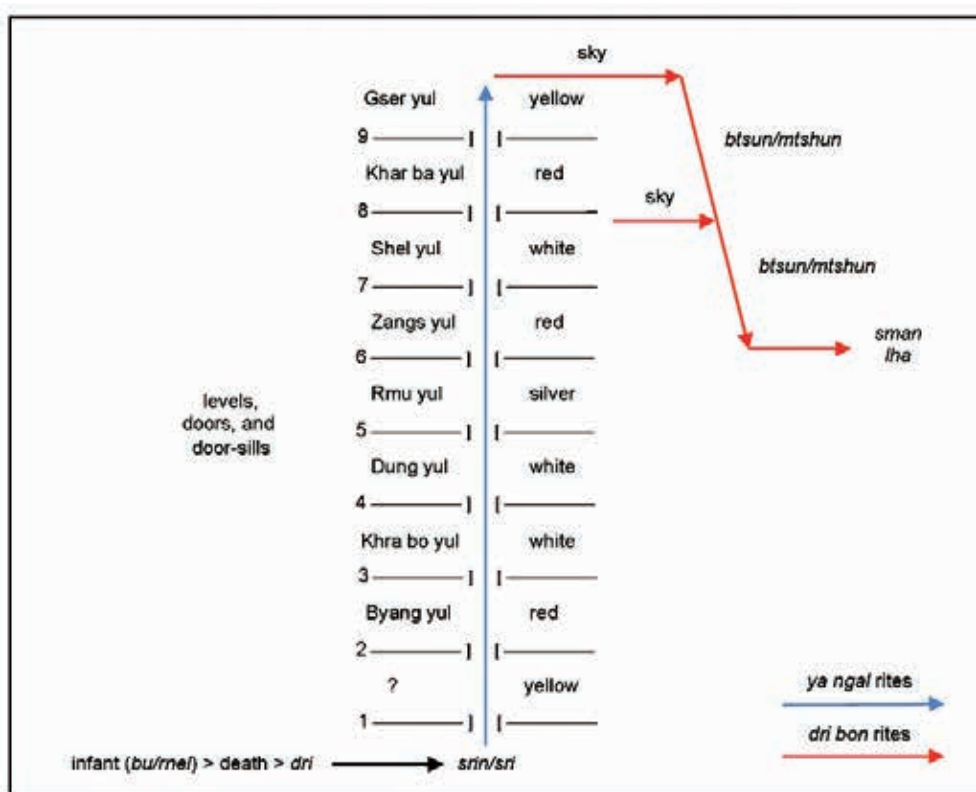 sky
Gser yul yellow
9 ] [
btsun/mtshun
Khar ba yul red
sky
8 ] [
Shel yul white
btsun/mtshun
7 ] [
Zangs yul red
sman
lha
6 ] [
Rmu yul silver
levels,
doors, and
door-sills
5 ] [
Dung yul white
4 ] [
Khra bo yul white
3 ] [
Byang yul red
2 ] [
? yellow
ya ngal rites
1 ] [
dri bon rites
infant (bu/rnel) > death > dri srin/sri